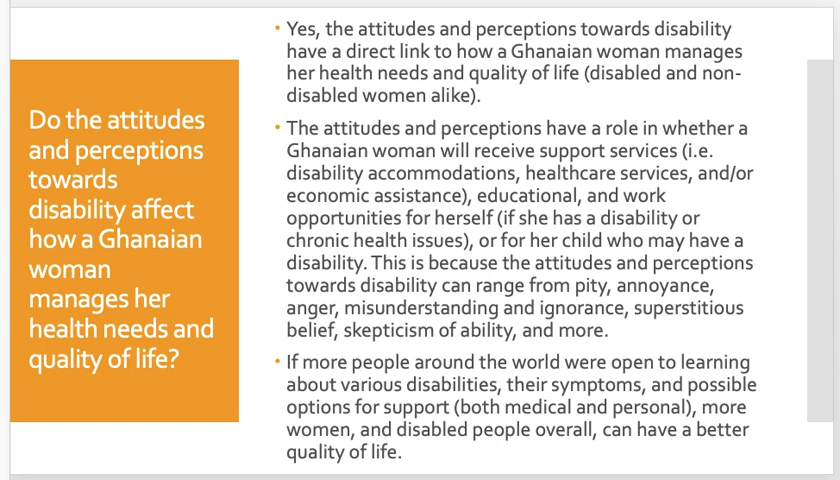 Do the attitudes
and perceptions
towards
disability affect
how a Ghanaian
woman
manages her
health needs and
quality of life?
• Yes, the attitudes and perceptions towards disability
have a direct link to how a Ghanaian woman manages
her health needs and quality of life (disabled and non-
disabled women alike).
• The attitudes and perceptions have a role in whether a
Ghanaian woman will receive support services (i.e.
disability accommodations, healthcare services, and/or
economic assistance), educational, and work
opportunities for herself (if she has a disability or
chronic health issues), or for her child who may have a
disability. This is because the attitudes and perceptions
towards disability can range from pity, annoyance,
anger, misunderstanding and ignorance, superstitious
belief, skepticism of ability, and more.
• If more people around the world were open to learning
about various disabilities, their symptoms, and possible
options for support (both medical and personal), more
women, and disabled people overall, can have a better
quality of life.